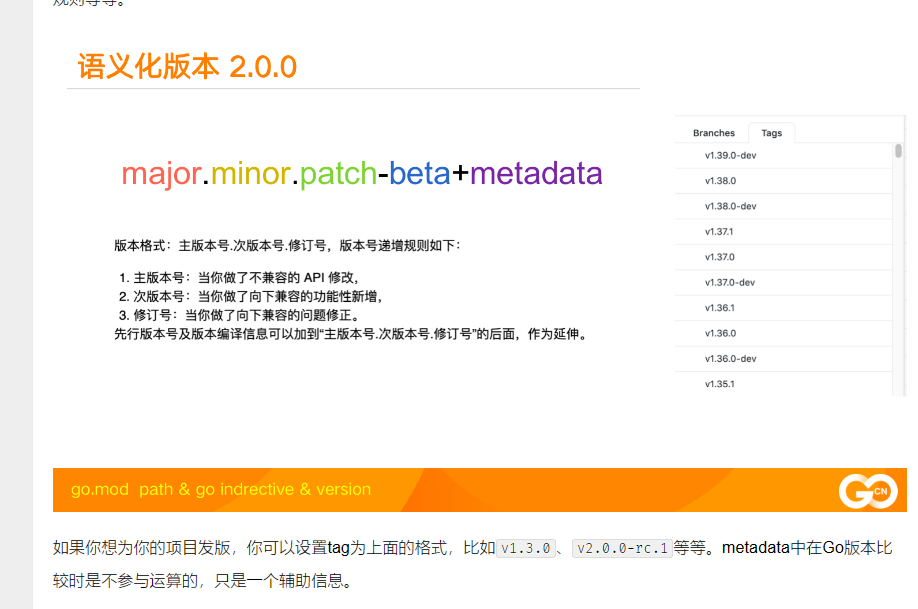 规则等等。
语义化版本 2.0.0
major.minor.patch-beta+metadata
版本格式：主版本号.次版本号.修订号，版本号递增规则如下：
1. 主版本号：当你做了不兼容的 API 修改，
2. 次版本号：当你做了向下兼容的功能性新增，
3. 修订号：当你做了向下兼容的问题修正。
先行版本号及版本编译信息可以加到“主版本号.次版本号.修订号”的后面，作为延伸。
Branches Tags
v1.39.0-dev
v1.38.0
v1.38.0-dev
v1.37.1
v1.37.0
v1.37.0-dev
v1.36.1
v1.36.0
v1.36.0-dev
v1.35.1
go.mod path & go indrective & version
GO CN
如果你想为你的项目发版，你可以设置tag为上面的格式，比如 v1.3.0 、 v2.0.0-rc.1 等等。metadata中在Go版本比
较时是不参与运算的，只是一个辅助信息。